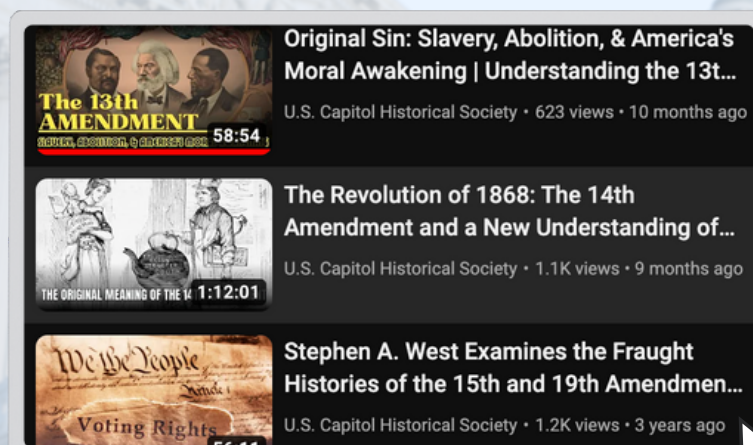 Original Sin: Slavery, Abolition, & America's
Moral Awakening | Understanding the 13t...
U.S. Capitol Historical Society • 623 views • 10 months ago
The 13th
AMENDMENT
SLAVERY, ABOLITION, & AMERICA'S MOR
58:54
The Revolution of 1868: The 14th
Amendment and a New Understanding of...
U.S. Capitol Historical Society • 1.1K views • 9 months ago
THE ORIGINAL MEANING OF THE 14
1:12:01
Stephen A. West Examines the Fraught
Histories of the 15th and 19th Amendmen...
U.S. Capitol Historical Society • 1.2K views • 3 years ago
We the People
Article 1
Voting Rights